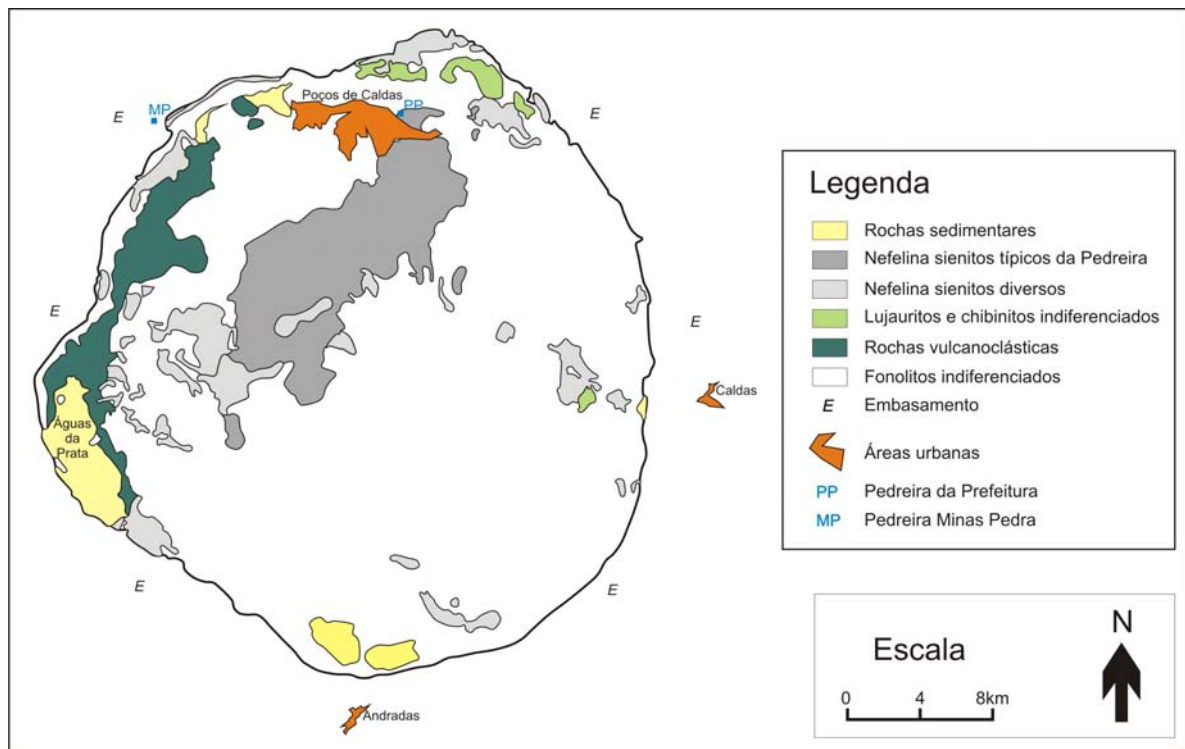 Poços de Caldas
PP
MP
E
E
E
E
Caldas
Águas
da
Prata
E
E
Andradas
Legenda
Rochas sedimentares
Nefelina sienitos típicos da Pedreira
Nefelina sienitos diversos
Lujauritos e chibinitos indiferenciados
Rochas vulcanoclásticas
Fonolitos indiferenciados
E Embasamento
Áreas urbanas
PP Pedreira da Prefeitura
MP Pedreira Minas Pedra
Escala
0 4 8km
N